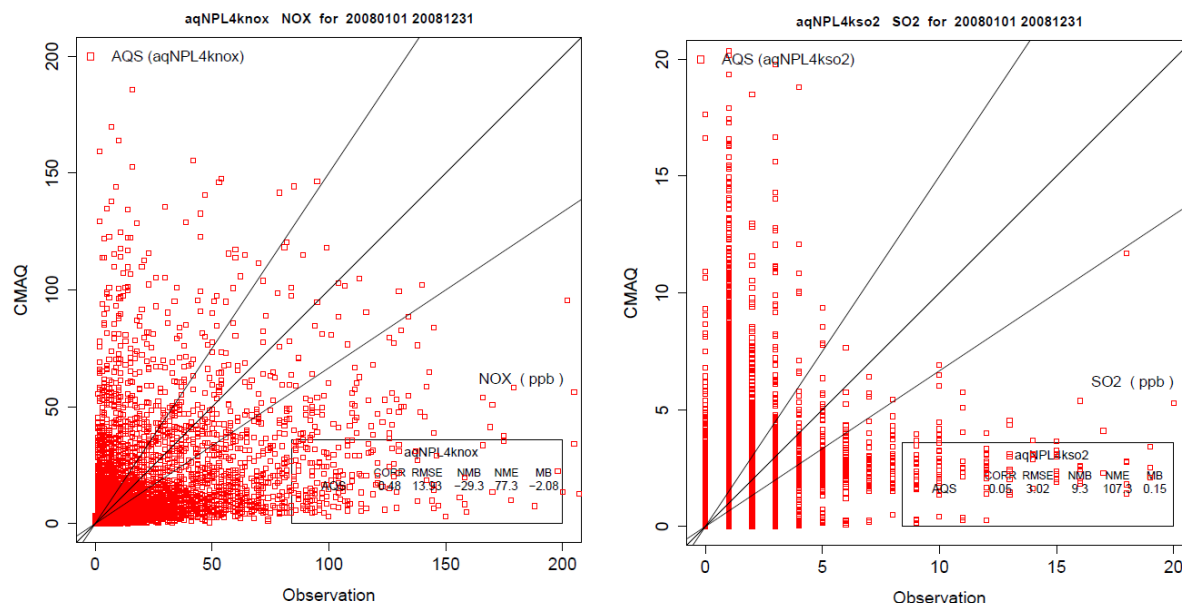 aqNPL4knox NOX for 20080101 20081231
AQS (aqNPL4knox)
CMAQ
200
150
100
50
0
NOX ( ppb )
aqNPL4knox
CORR RMSE NMB NME MB
AQS 0.48 13.93 −29.3 77.3 −2.08
0 50 100 150 200
Observation
aqNPL4kso2 SO2 for 20080101 20081231
AQS (aqNPL4kso2)
CMAQ
20
15
10
5
0
SO2 ( ppb )
aqNPL4kso2
CORR RMSE NMB NME MB
AQS 0.05 3.02 9.3 107.3 0.15
0 5 10 15 20
Observation